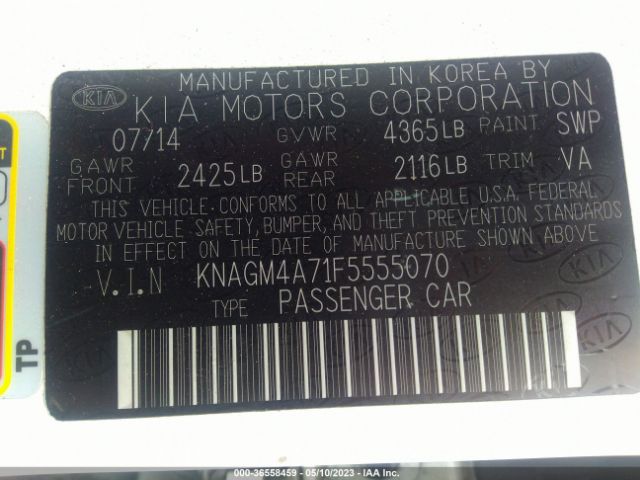 MANUFACTURED IN KOREA BY
KIA KIA MOTORS CORPORATION
07/14 GVWR 4365LB PAINT SWP
GAWR FRONT 2425LB GAWR REAR 2116LB TRIM VA
THIS VEHICLE CONFORMS TO ALL APPLICABLE U.S.A. FEDERAL
MOTOR VEHICLE SAFETY, BUMPER, AND THEFT PREVENTION STANDARDS
IN EFFECT ON THE DATE OF MANUFACTURE SHOWN ABOVE
V.I.N KNAGM4A71F5555070
TYPE PASSENGER CAR
KIA
TP
000-36558459 - 05/10/2023 - IAA Inc.